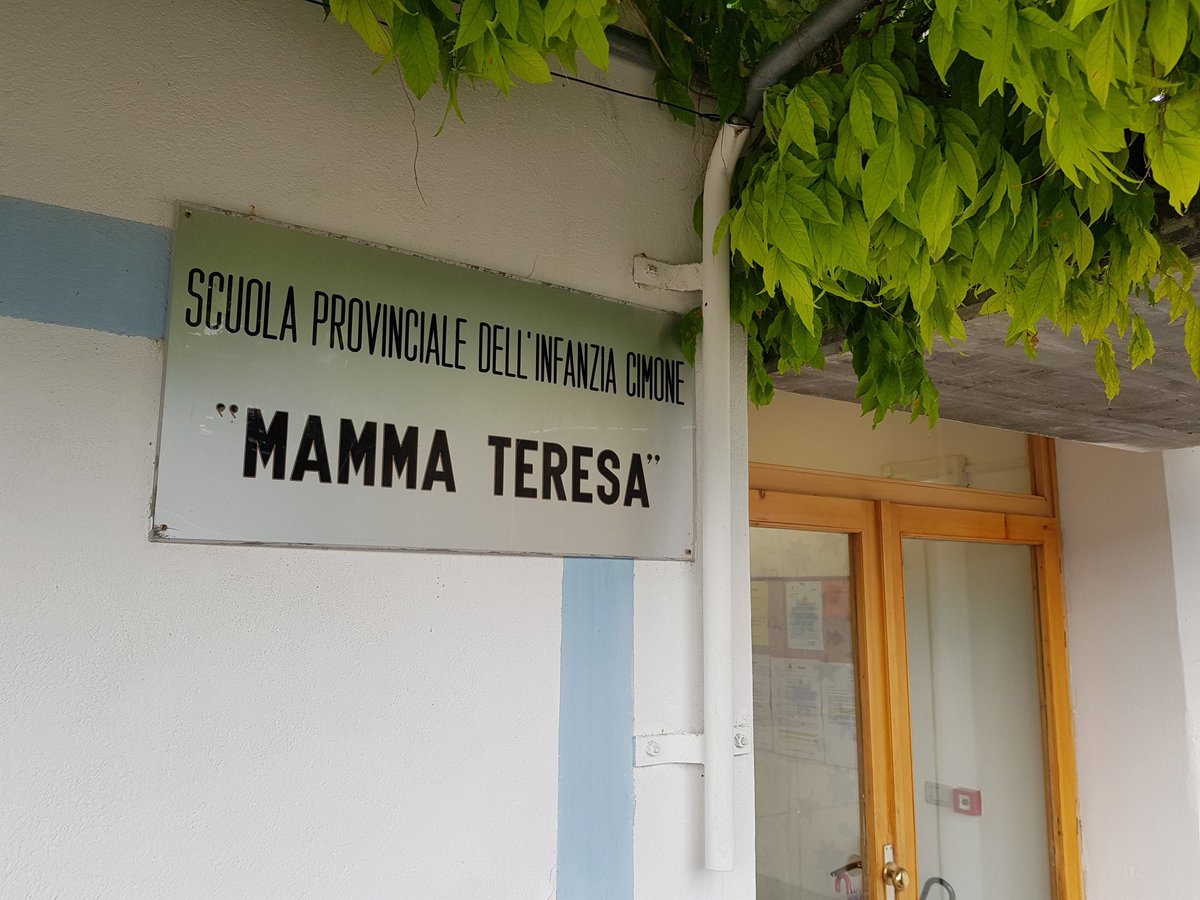 SCUOLA PROVINCIALE DELL'INFANZIA CIMONE
"MAMMA TERESA"